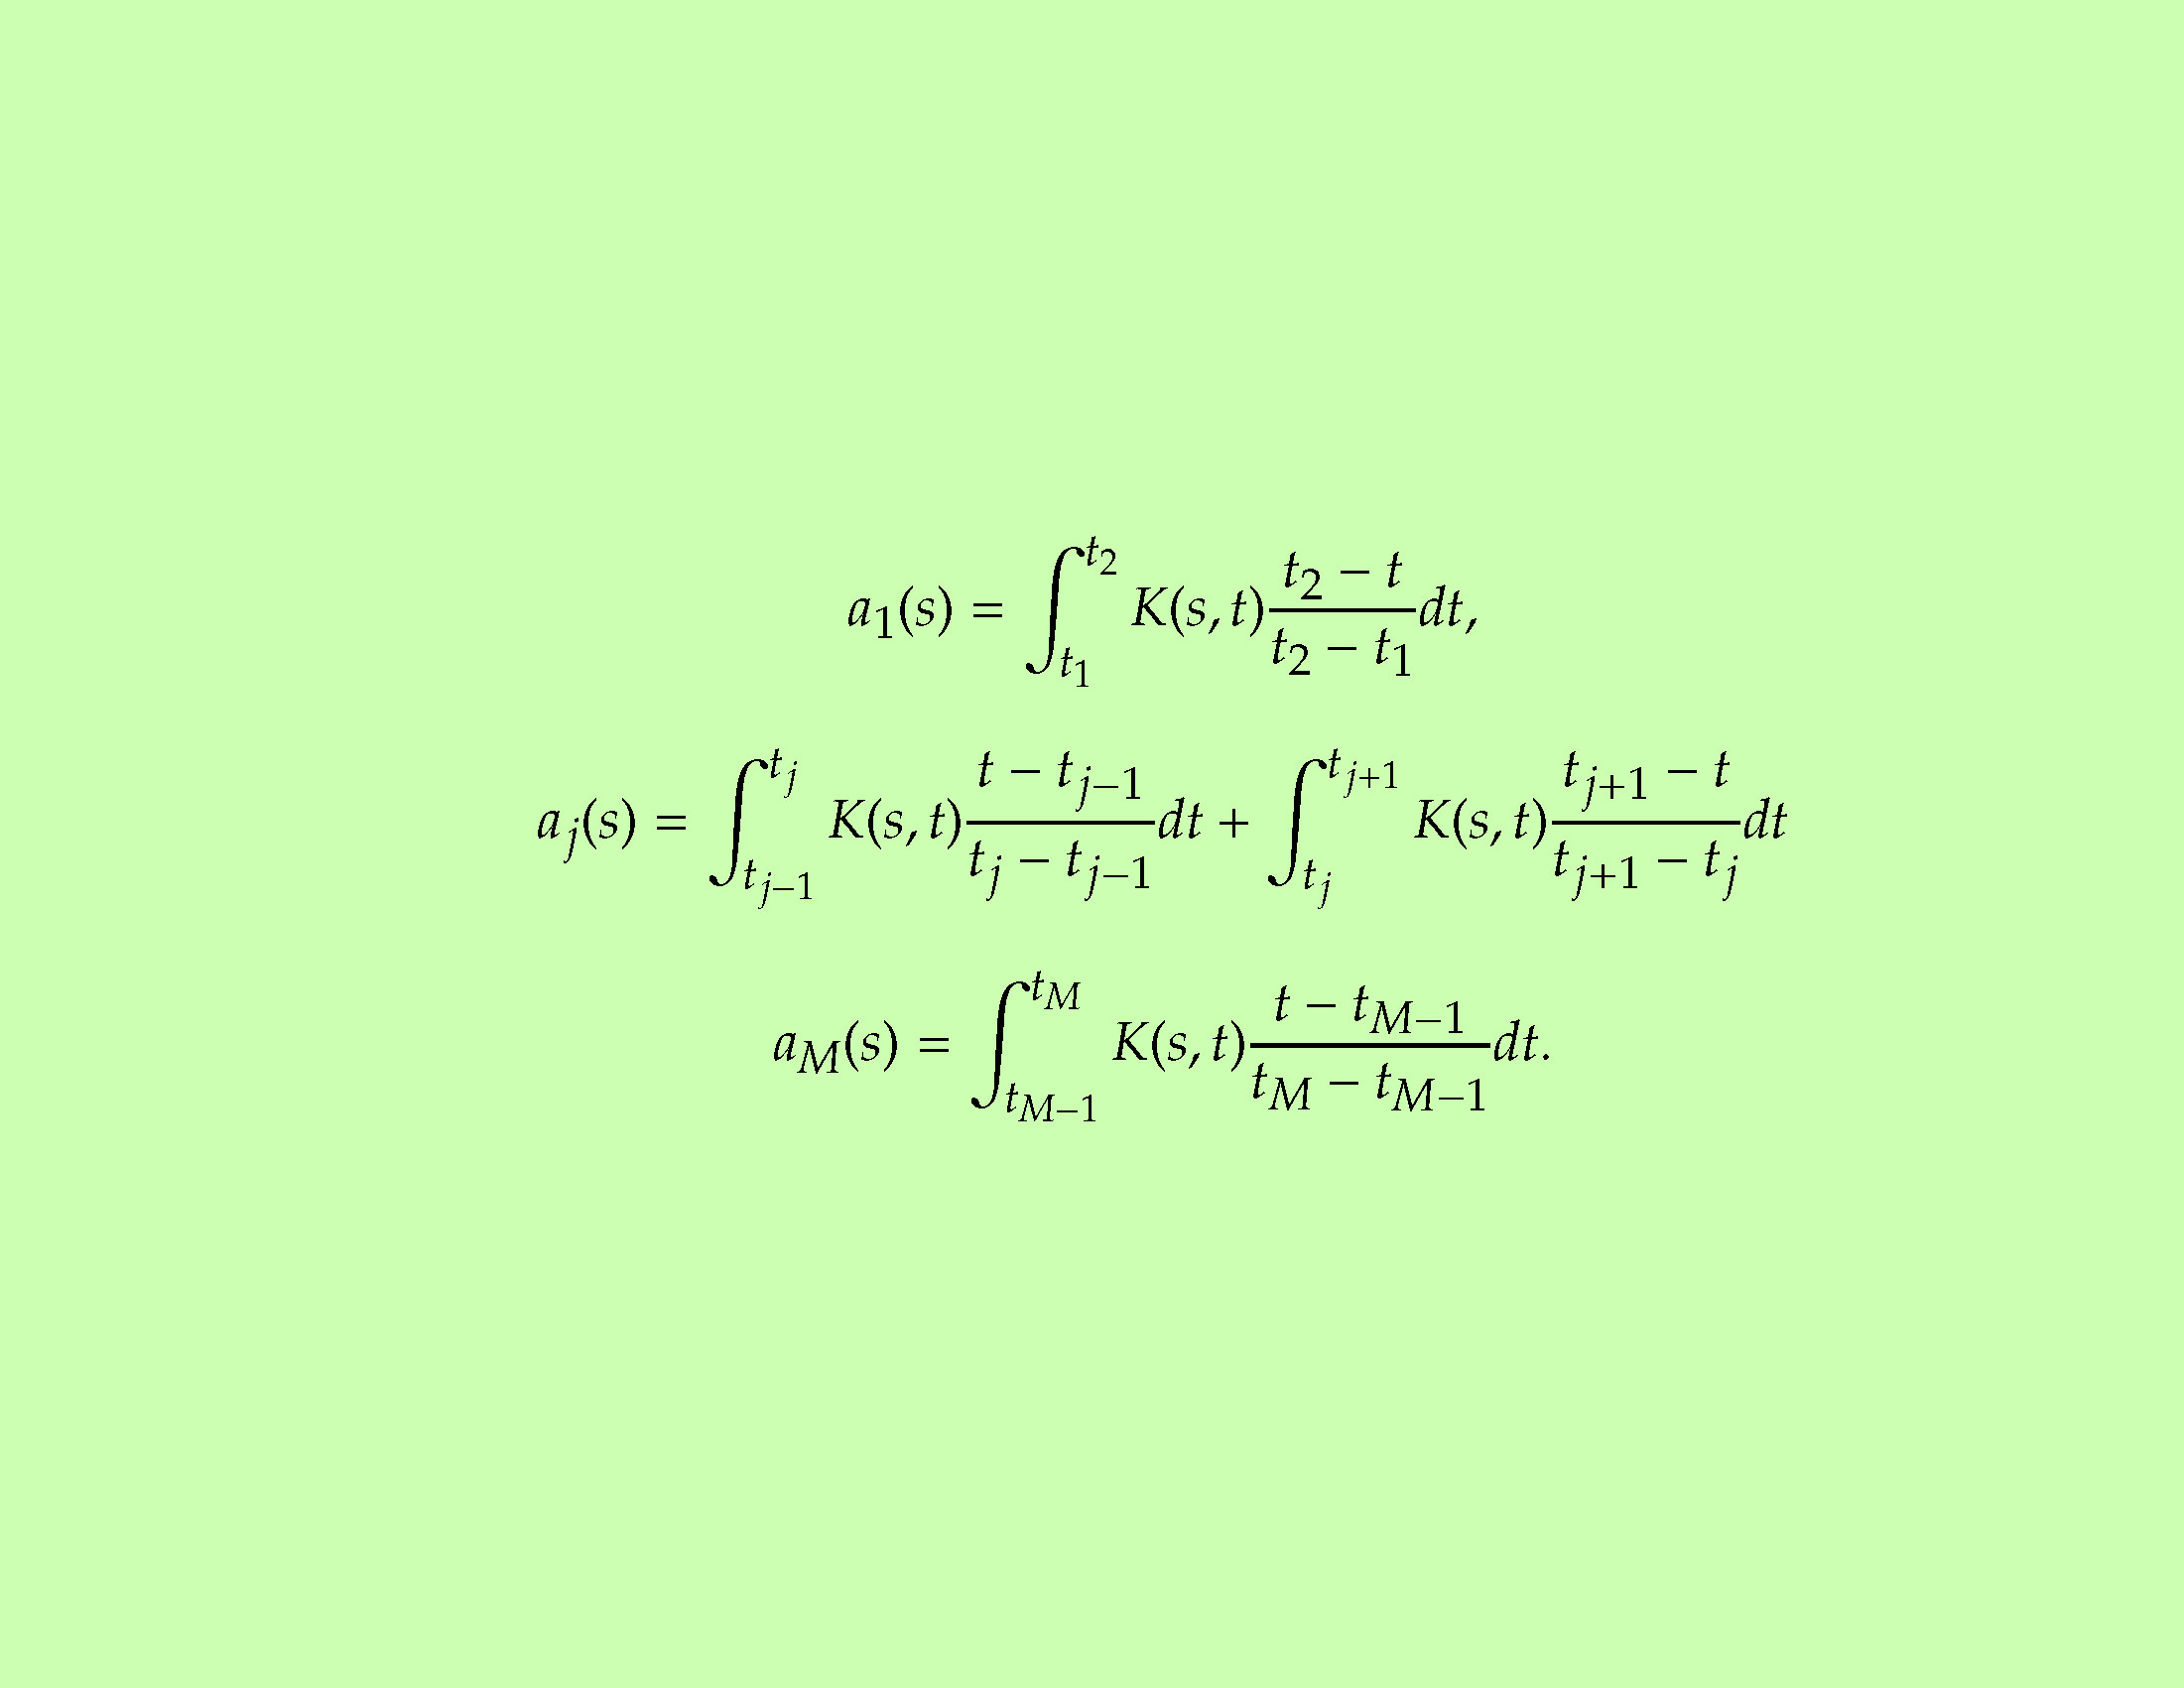 a_1(s) = \int_{t_1}^{t_2} K(s,t) \frac{t_2 - t}{t_2 - t_1} dt,
a_j(s) = \int_{t_{j-1}}^{t_j} K(s,t) \frac{t - t_{j-1}}{t_j - t_{j-1}} dt + \int_{t_j}^{t_{j+1}} K(s,t) \frac{t_{j+1} - t}{t_{j+1} - t_j} dt
a_M(s) = \int_{t_{M-1}}^{t_M} K(s,t) \frac{t - t_{M-1}}{t_M - t_{M-1}} dt.